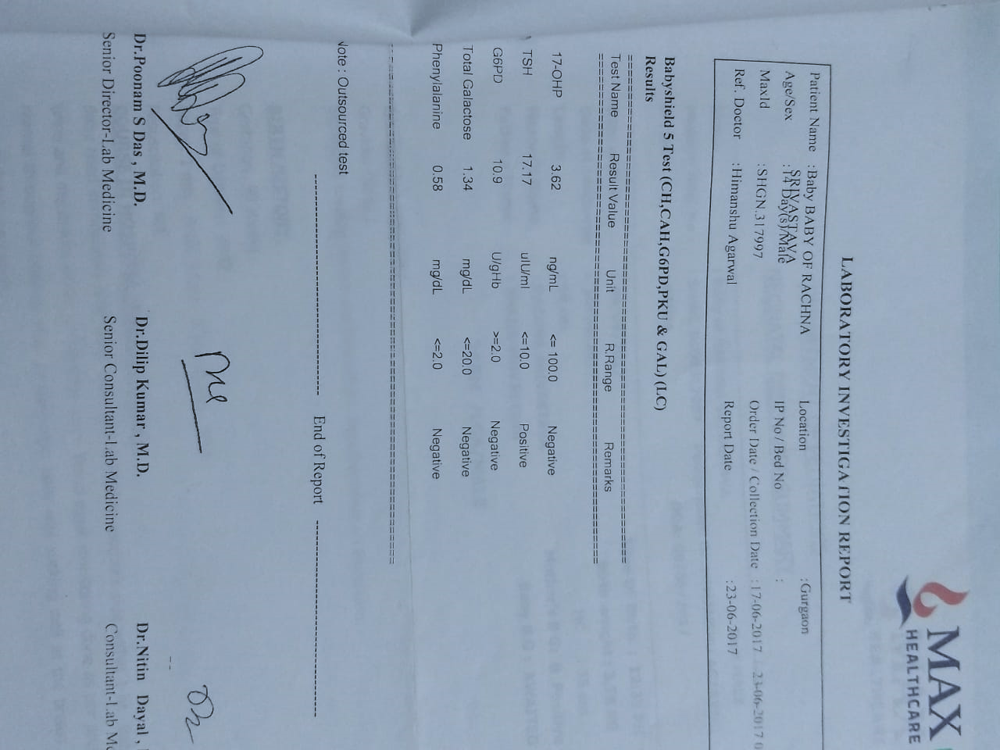 MAX
HEALTHCARE
LABORATORY INVESTIGATION REPORT
Patient Name :Baby BABY OF RACHNA SRIVASTAVA Location :Gurgaon
Age/Sex :14 Day(s)/Male IP No / Bed No :
MaxId :SHGN.317997 Order Date / Collection Date :17-06-2017 23-06-2017
Ref. Doctor :Himanshu Agarwal Report Date :23-06-2017
Babyshield 5 Test (CH,CAH,G6PD,PKU & GAL) (LC)
Results
Test Name Result Value Unit R.Range Remarks
17-OHP 3.62 ng/mL <= 100.0 Negative
TSH 17.17 uIU/ml <=10.0 Positive
G6PD 10.9 U/gHb >=2.0 Negative
Total Galactose 1.34 mg/dL <=20.0 Negative
Phenylalanine 0.58 mg/dL <=2.0 Negative
Note : Outsourced test
End of Report
Dr.Poonam S Das , M.D. Dr.Dilip Kumar , M.D. Dr.Nitin Dayal ,
Senior Director-Lab Medicine Senior Consultant-Lab Medicine Consultant-Lab Me